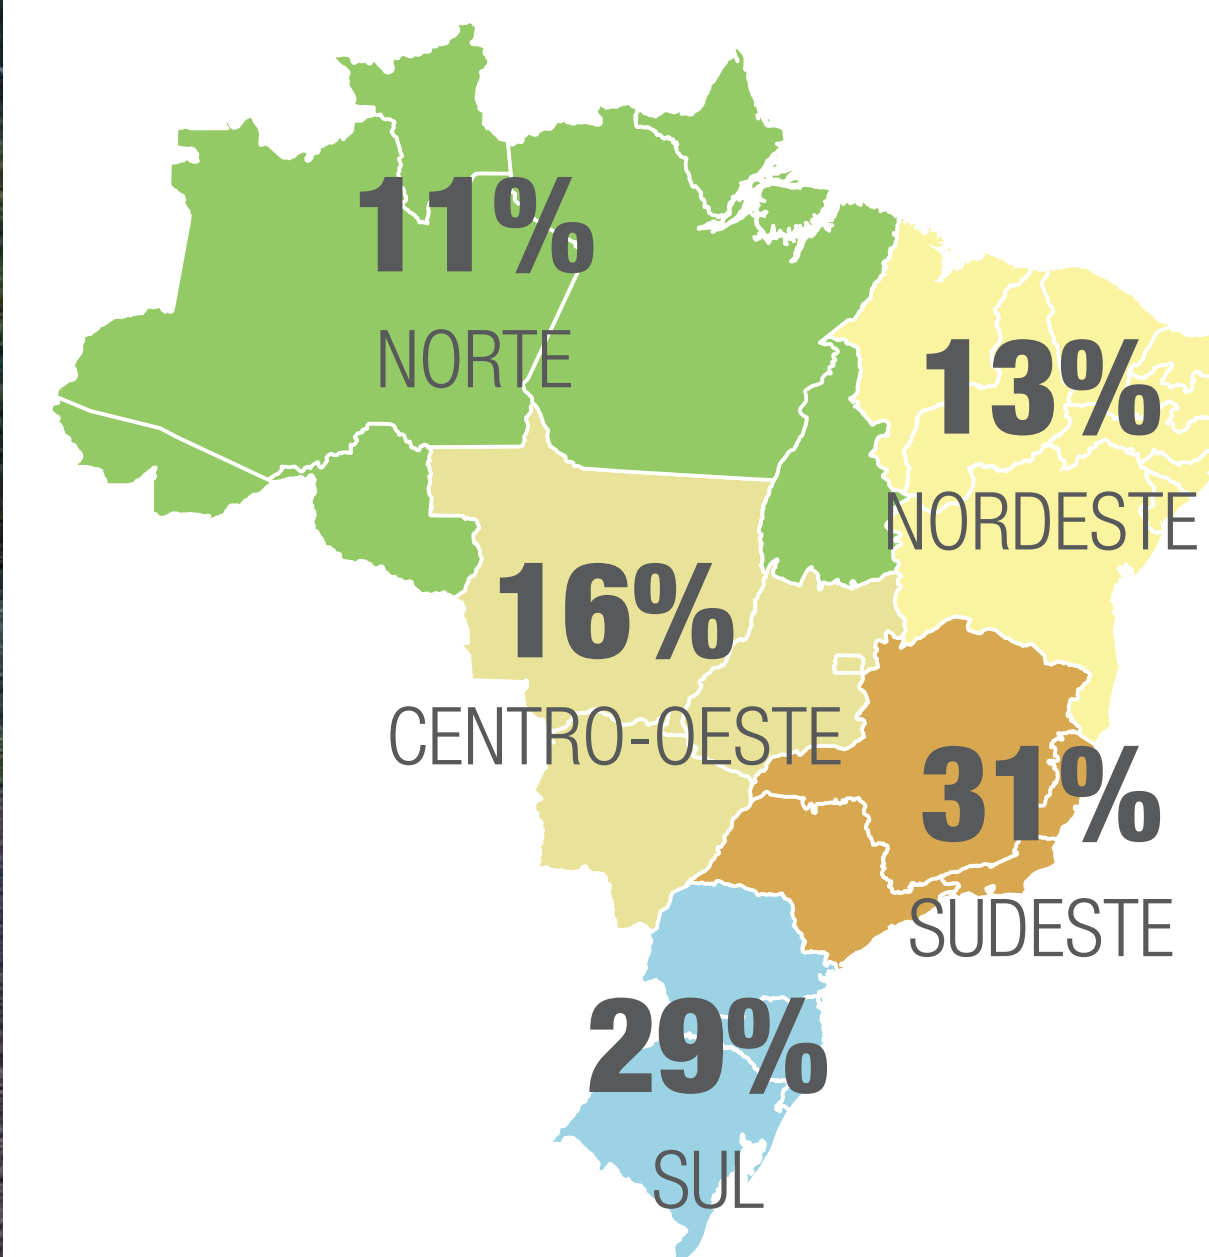 11%
NORTE
13%
NORDESTE
16%
CENTRO-OESTE
31%
SUDESTE
29%
SUL